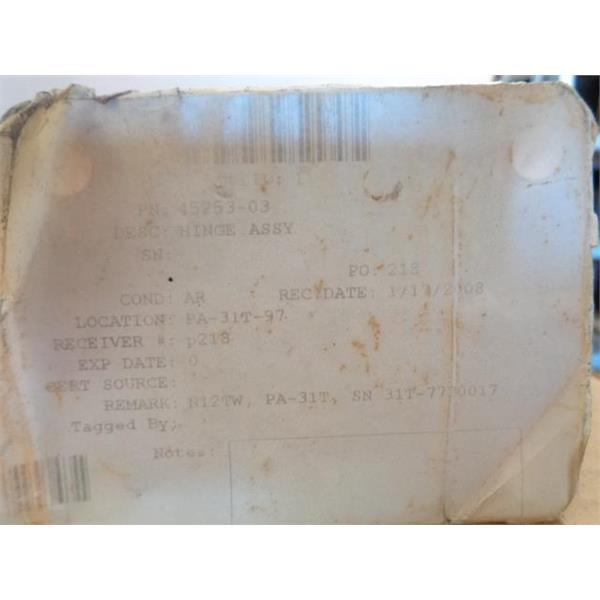 PN: 45253-03
DESC: HINGE ASSY
SN:
PO: 218
COND: AR REC/DATE: 1/17/2008
LOCATION: PA-31T-97
RECEIVER #: p218
EXP DATE: 0
CERT SOURCE:
REMARK: N12TW, PA-31T, SN 31T-7720017
Tagged By:
Notes: